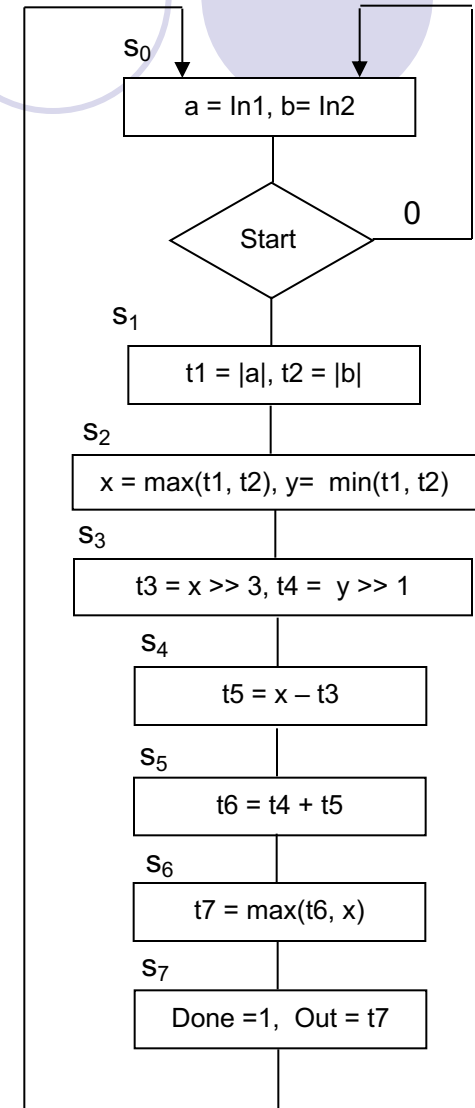 S0
a = In1, b= In2
Start
0
S1
t1 = |a|, t2 = |b|
S2
x = max(t1, t2), y=  min(t1, t2)
S3
t3 = x >> 3, t4 =  y >> 1
S4
t5 = x – t3
S5
t6 = t4 + t5
S6
t7 = max(t6, x)
S7
Done =1,  Out = t7